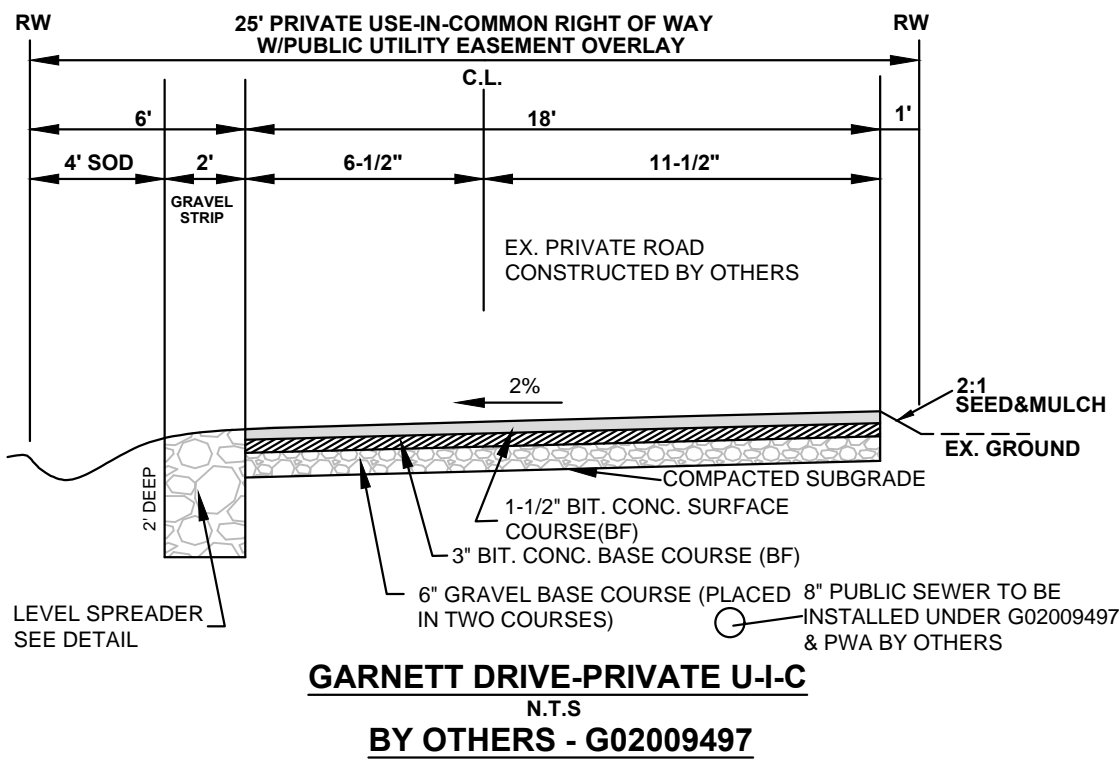 RW
25' PRIVATE USE-IN-COMMON RIGHT OF WAY
W/PUBLIC UTILITY EASEMENT OVERLAY
RW
C.L.
6'
18'
1'
4' SOD
2'
6-1/2"
11-1/2"
GRAVEL
STRIP
EX. PRIVATE ROAD
CONSTRUCTED BY OTHERS
2%
2:1
SEED&MULCH
EX. GROUND
2' DEEP
COMPACTED SUBGRADE
1-1/2" BIT. CONC. SURFACE
COURSE(BF)
3" BIT. CONC. BASE COURSE (BF)
6" GRAVEL BASE COURSE (PLACED
IN TWO COURSES)
8" PUBLIC SEWER TO BE
INSTALLED UNDER G02009497
& PWA BY OTHERS
LEVEL SPREADER
SEE DETAIL
GARNETT DRIVE-PRIVATE U-I-C
N.T.S
BY OTHERS - G02009497